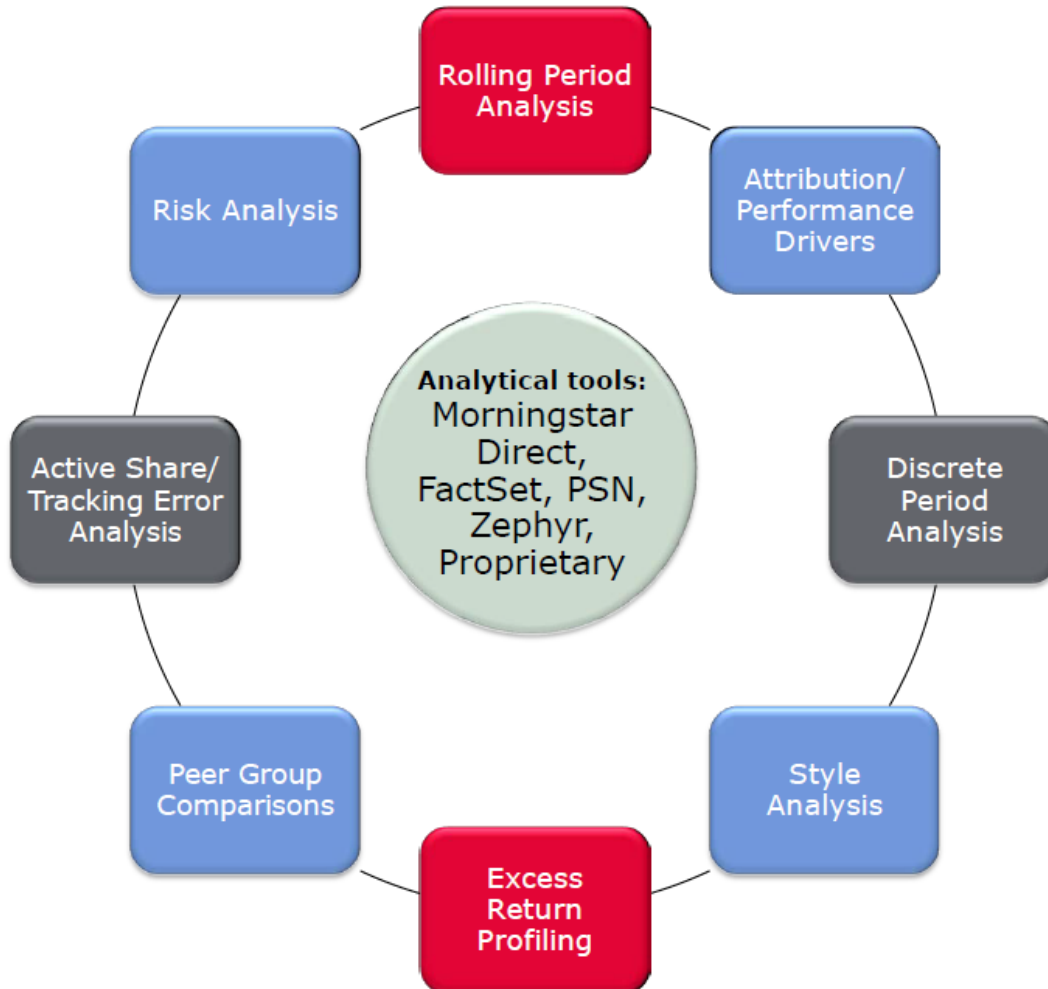 Rolling Period
Analysis
Attribution/
Performance
Drivers
Discrete
Period
Analysis
Style
Analysis
Excess
Return
Profiling
Peer Group
Comparisons
Active Share/
Tracking Error
Analysis
Risk Analysis
Analytical tools:
Morningstar
Direct,
FactSet, PSN,
Zephyr,
Proprietary